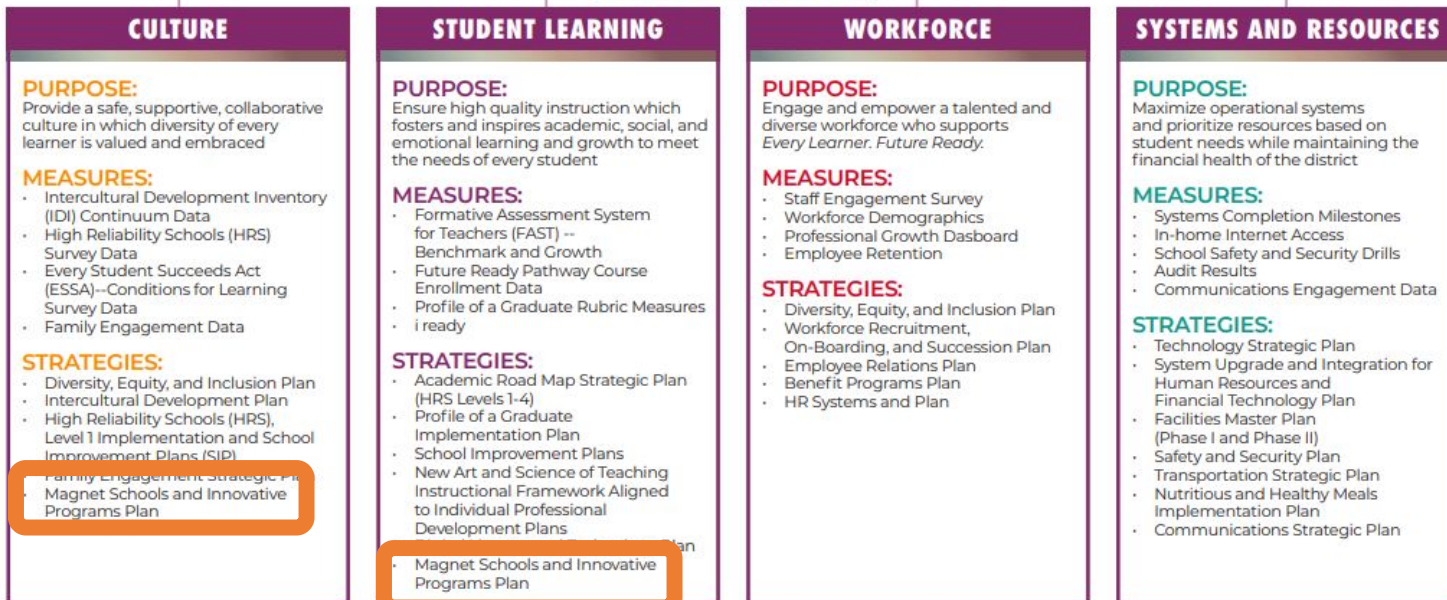 CULTURE
PURPOSE:
Provide a safe, supportive, collaborative
culture in which diversity of every
learner is valued and embraced
MEASURES:
· Intercultural Development Inventory
(IDI) Continuum Data
· High Reliability Schools (HRS)
Survey Data
· Every Student Succeeds Act
(ESSA)--Conditions for Learning
Survey Data
· Family Engagement Data
STRATEGIES:
· Diversity, Equity, and Inclusion Plan
· Intercultural Development Plan
· High Reliability Schools (HRS),
Level 1 Implementation and School
Improvement Plans (SIP)
Family Engagement Strategic Plan
· Magnet Schools and Innovative
Programs Plan
STUDENT LEARNING
PURPOSE:
Ensure high quality instruction which
fosters and inspires academic, social, and
emotional learning and growth to meet
the needs of every student
MEASURES:
· Formative Assessment System
for Teachers (FAST) --
Benchmark and Growth
· Future Ready Pathway Course
Enrollment Data
· Profile of a Graduate Rubric Measures
· i ready
STRATEGIES:
· Academic Road Map Strategic Plan
(HRS Levels 1-4)
· Profile of a Graduate
Implementation Plan
· School Improvement Plans
· New Art and Science of Teaching
Instructional Framework Aligned
to Individual Professional
Development Plans
Plan
· Magnet Schools and Innovative
Programs Plan
WORKFORCE
PURPOSE:
Engage and empower a talented and
diverse workforce who supports
Every Learner. Future Ready.
MEASURES:
· Staff Engagement Survey
· Workforce Demographics
· Professional Growth Dasboard
· Employee Retention
STRATEGIES:
· Diversity, Equity, and Inclusion Plan
· Workforce Recruitment,
On-Boarding, and Succession Plan
· Employee Relations Plan
· Benefit Programs Plan
· HR Systems and Plan
SYSTEMS AND RESOURCES
PURPOSE:
Maximize operational systems
and prioritize resources based on
student needs while maintaining the
financial health of the district
MEASURES:
· Systems Completion Milestones
· In-home Internet Access
· School Safety and Security Drills
· Audit Results
· Communications Engagement Data
STRATEGIES:
· Technology Strategic Plan
· System Upgrade and Integration for
Human Resources and
Financial Technology Plan
· Facilities Master Plan
(Phase I and Phase II)
· Safety and Security Plan
· Transportation Strategic Plan
· Nutritious and Healthy Meals
Implementation Plan
· Communications Strategic Plan